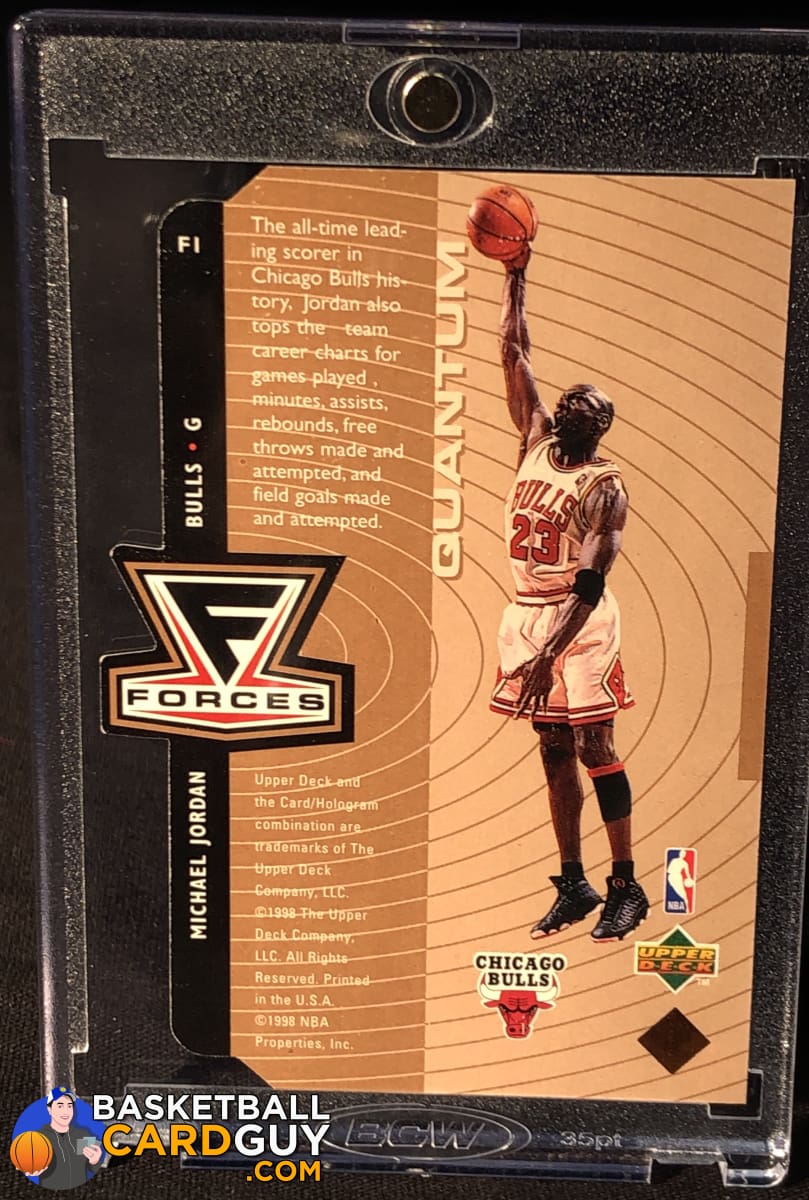 FI
The all-time lead-
ing scorer in
Chicago Bulls his-
tory, Jordan also
tops the team
career charts for
games played ,
minutes, assists,
rebounds, free
throws made and
attempted, and
field goals made
and attempted.
BULLS • G
QUANTUM
BULLS
23
F
FORCES
MICHAEL JORDAN
Upper Deck and
the Card/Hologram
combination are
trademarks of The
Upper Deck
Company, LLC.
©1998 The Upper
Deck Company,
LLC. All Rights
Reserved. Printed
in the U.S.A.
©1998 NBA
Properties, Inc.
NBA
CHICAGO
BULLS
UPPER
D·E·C·K
TM
BCW
35pt
BASKETBALL
CARDGUY
.COM